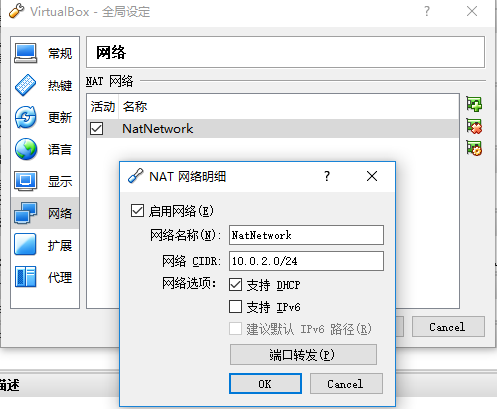 VirtualBox - 全局设定
常规
热键
更新
语言
显示
网络
扩展
代理
网络
NAT 网络
活动 名称
NatNetwork
Cancel
NAT 网络明细
启用网络(E)
网络名称(N): NatNetwork
网络 CIDR: 10.0.2.0/24
网络选项: 支持 DHCP
支持 IPv6
建议默认 IPv6 路径(R)
端口转发(P)
OK Cancel
描述